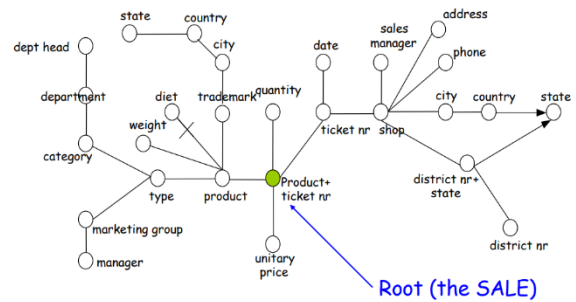 state
country
dept head
city
date
sales
manager
address
phone
department
diet
trademark
quantity
weight
category
ticket nr
shop
city
country
state
type
product
Product+
ticket nr
district nr+
state
marketing group
manager
unitary
price
district nr
Root (the SALE)